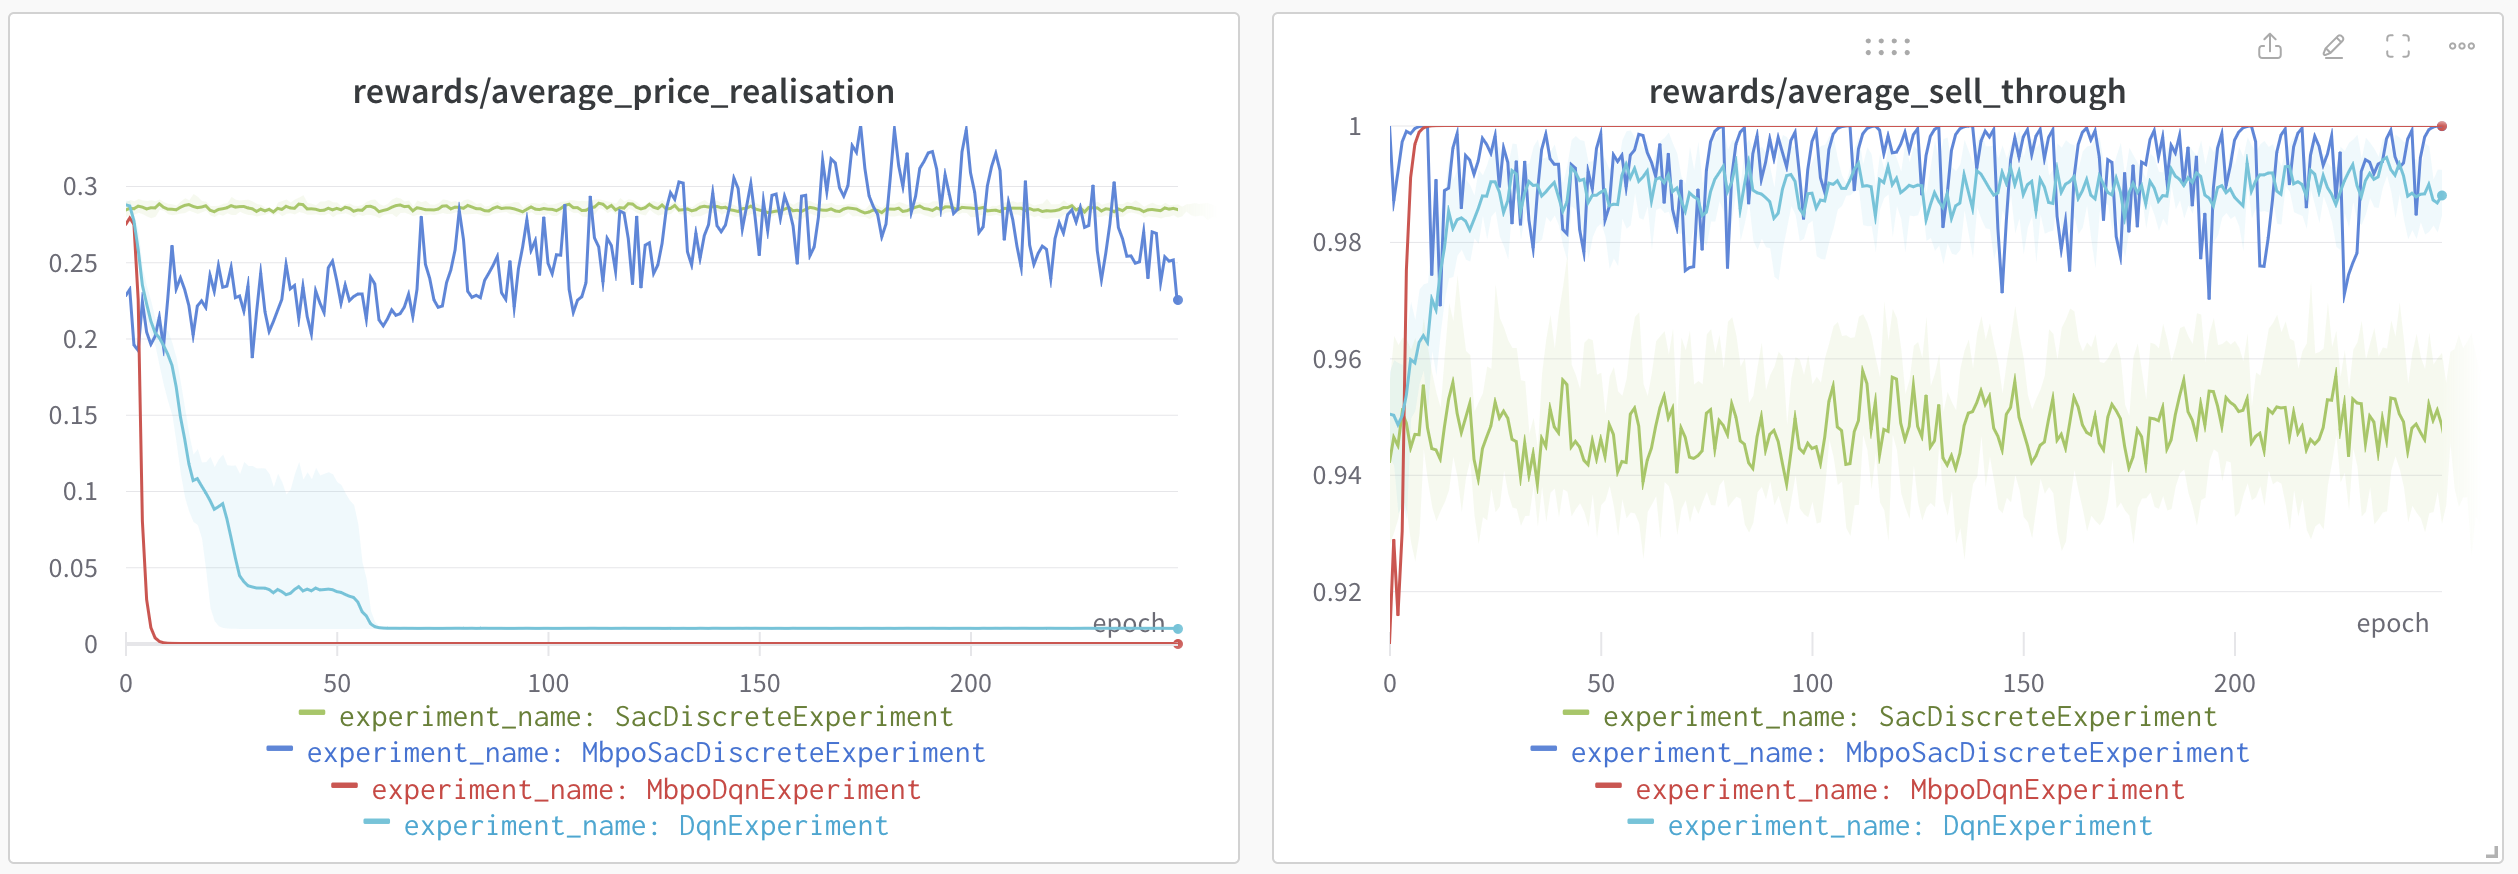 rewards/average_price_realisation
0.3
0.25
0.2
0.15
0.1
0.05
0
epoch
0 50 100 150 200
experiment_name: SacDiscreteExperiment
experiment_name: MbpoSacDiscreteExperiment
experiment_name: MbpoDqnExperiment
experiment_name: DqnExperiment
rewards/average_sell_through
1
0.98
0.96
0.94
0.92
epoch
0 50 100 150 200
experiment_name: SacDiscreteExperiment
experiment_name: MbpoSacDiscreteExperiment
experiment_name: MbpoDqnExperiment
experiment_name: DqnExperiment